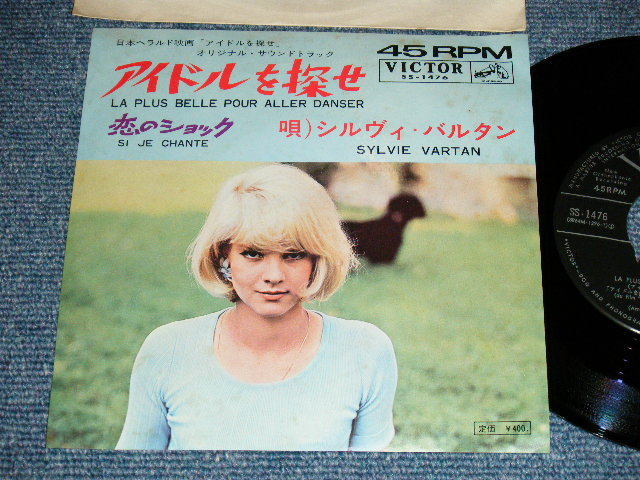 日本ヘラルド映画「アイドルを探せ」
オリジナル・サウンドトラック
45 RPM
VICTOR
SS-1476
アイドルを探せ
LA PLUS BELLE POUR ALLER DANSER
恋のショック
SI JE CHANTE
唄)シルヴィ・バルタン
SYLVIE VARTAN
定価 ¥400.
45RPM
SS-1476
LA PLUS